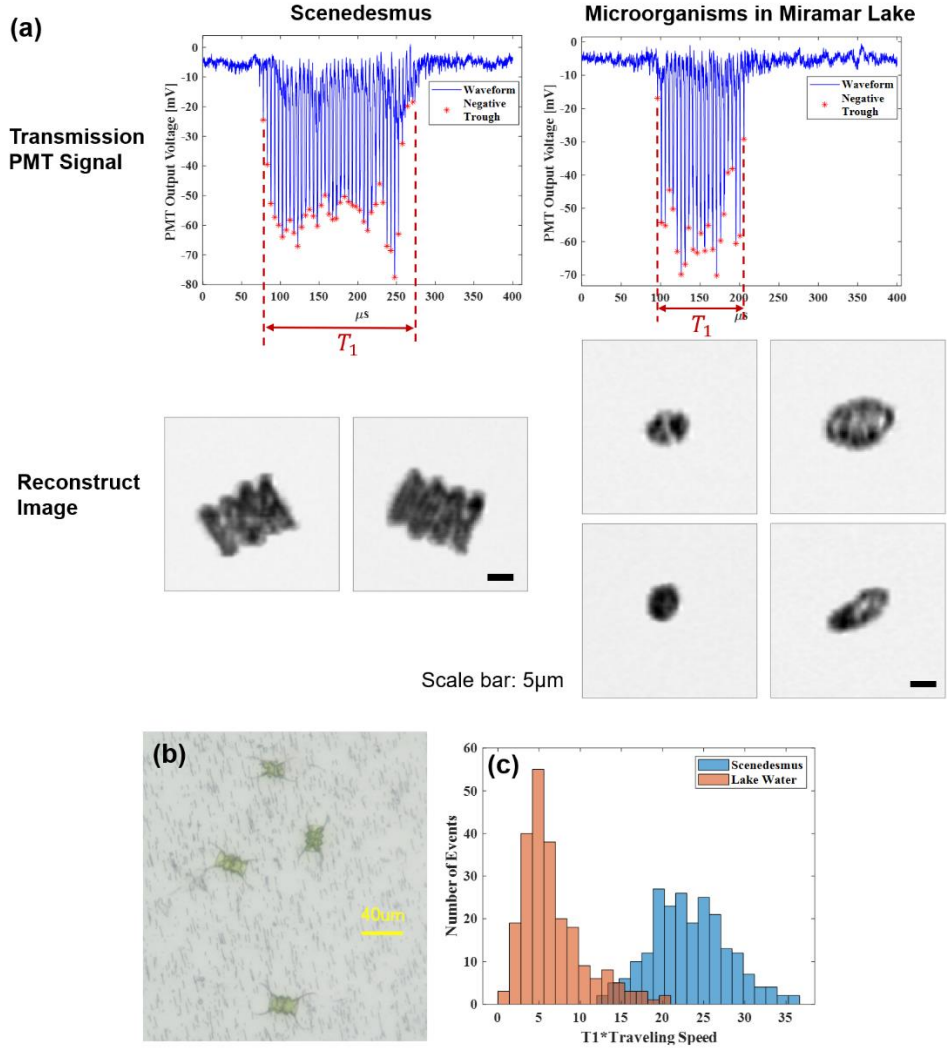 (a)
Scenedesmus
Microorganisms in Miramar Lake
Transmission
PMT Signal
PMT Output Voltage [mV]
0
-10
-20
-30
-40
-50
-60
-70
-80
Waveform
Negative
Trough
0 50 100 150 200 250 300 350 400
μs
T1
PMT Output Voltage [mV]
0
-10
-20
-30
-40
-50
-60
-70
Waveform
Negative
Trough
0 50 100 150 200 250 300 350 400
μs
T1
Reconstruct
Image
Scale bar: 5μm
(b)
40um
(c)
Number of Events
60
50
40
30
20
10
0
Scenedesmus
Lake Water
0 5 10 15 20 25 30 35
T1*Traveling Speed